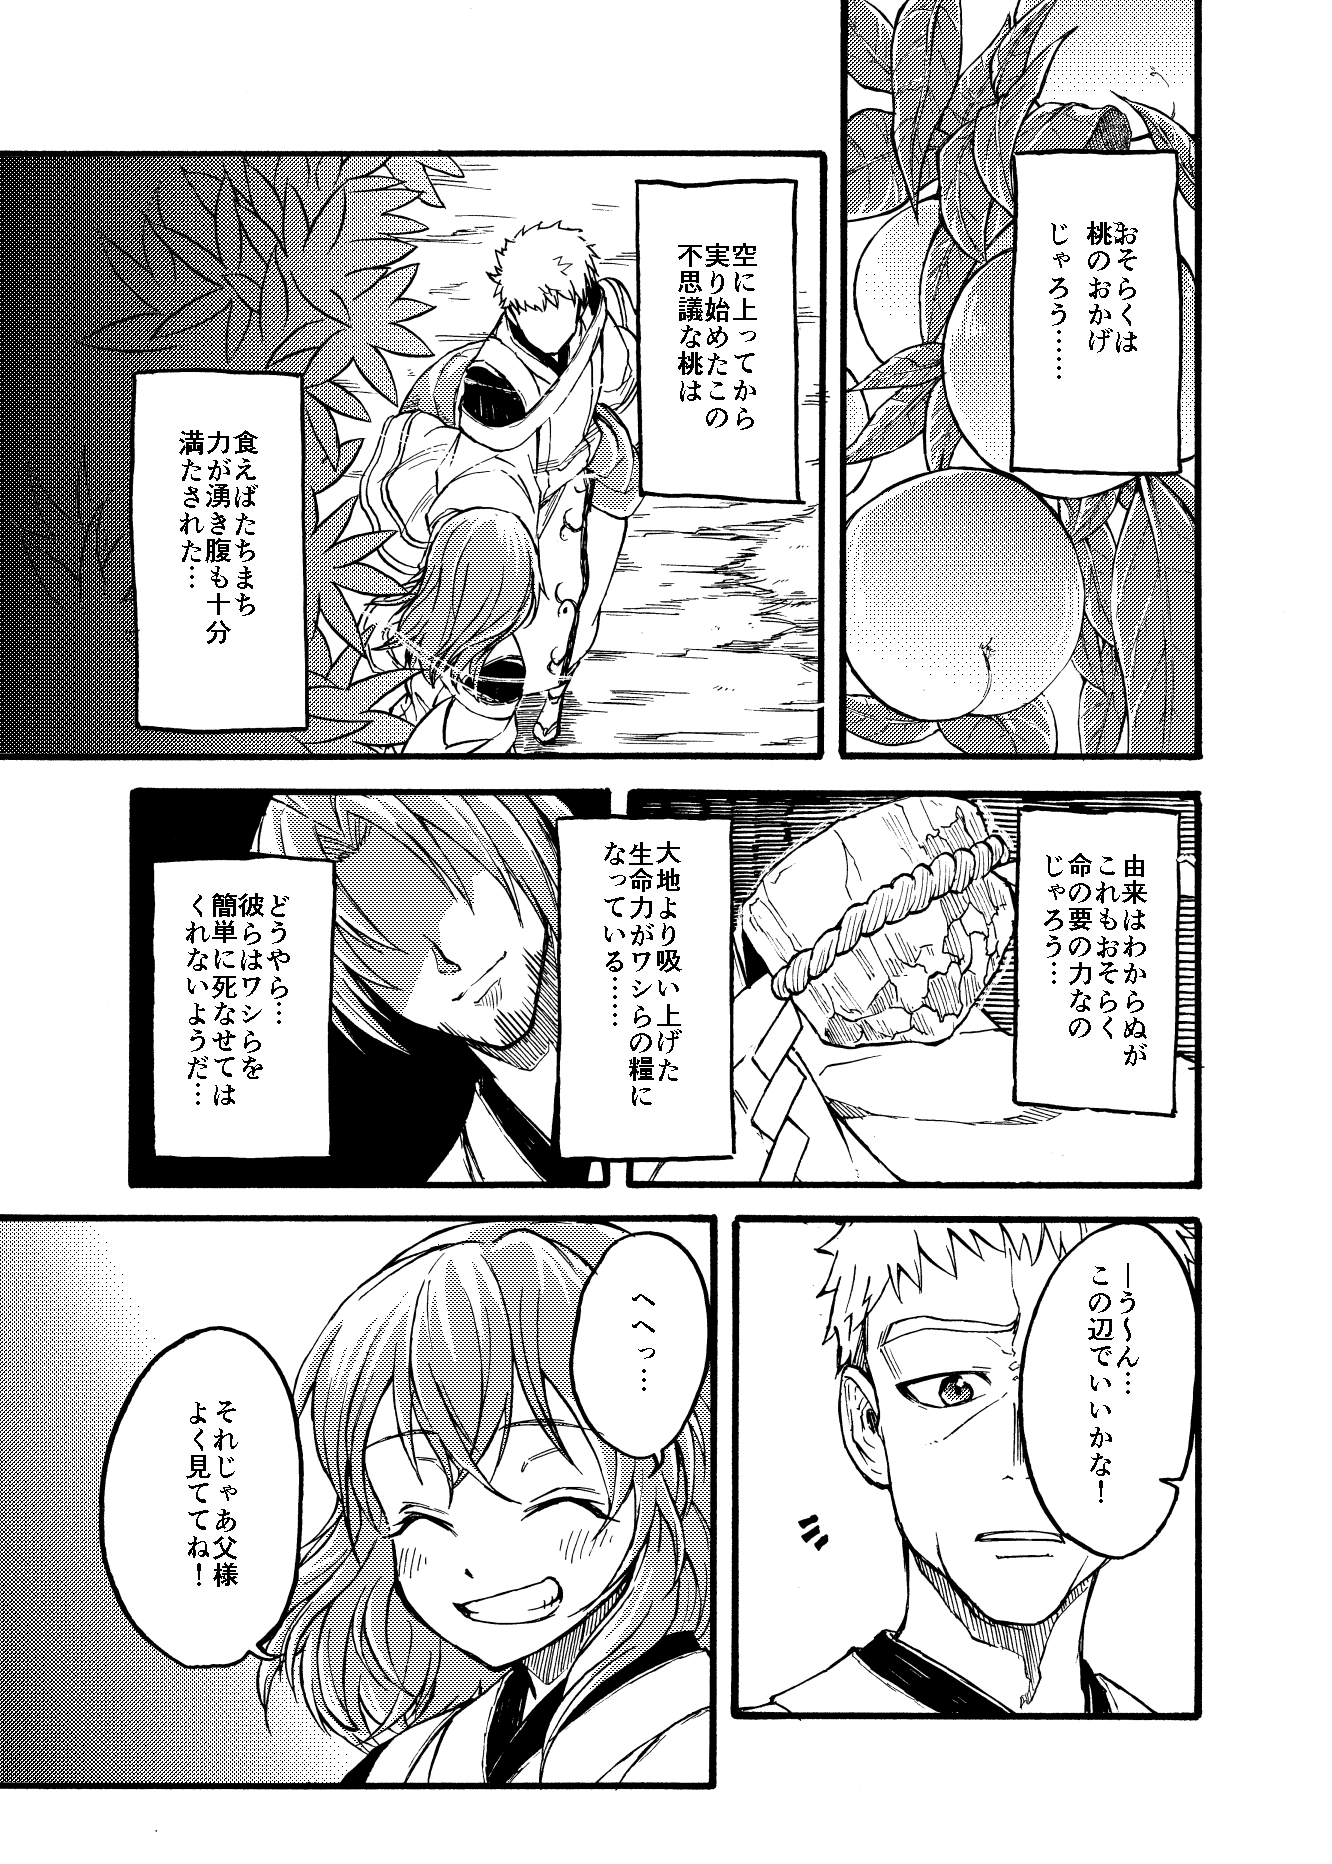 おそらくは
桃のおかげ
じゃろう……
空に上ってから
実り始めたこの
不思議な桃は
食えばたちまち
力が湧き腹も十分
満たされた…
由来はわからぬが
これもおそらく
命の要の力なの
じゃろう…
大地より吸い上げた
生命力がワシらの糧に
なっている……
どうやら…
彼らはワシらを
簡単に死なせては
くれないようだ…
―う～ん…
この辺でいいかな！
へへっ…
それじゃあ父様
よく見ててね！